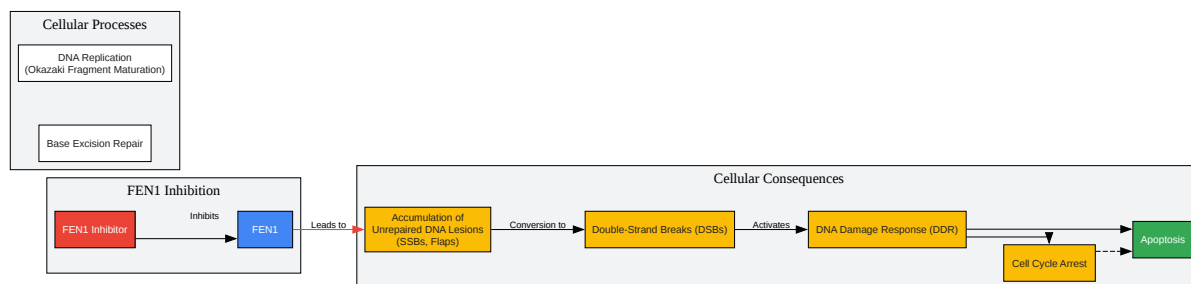 Cellular Processes
DNA Replication
(Okazaki Fragment Maturation)
Base Excision Repair
FEN1 Inhibition
FEN1 Inhibitor
Inhibits
FEN1
Leads to
Cellular Consequences
Accumulation of
Unrepaired DNA Lesions
(SSBs, Flaps)
Conversion to
Double-Strand Breaks (DSBs)
Activates
DNA Damage Response (DDR)
Cell Cycle Arrest
Apoptosis